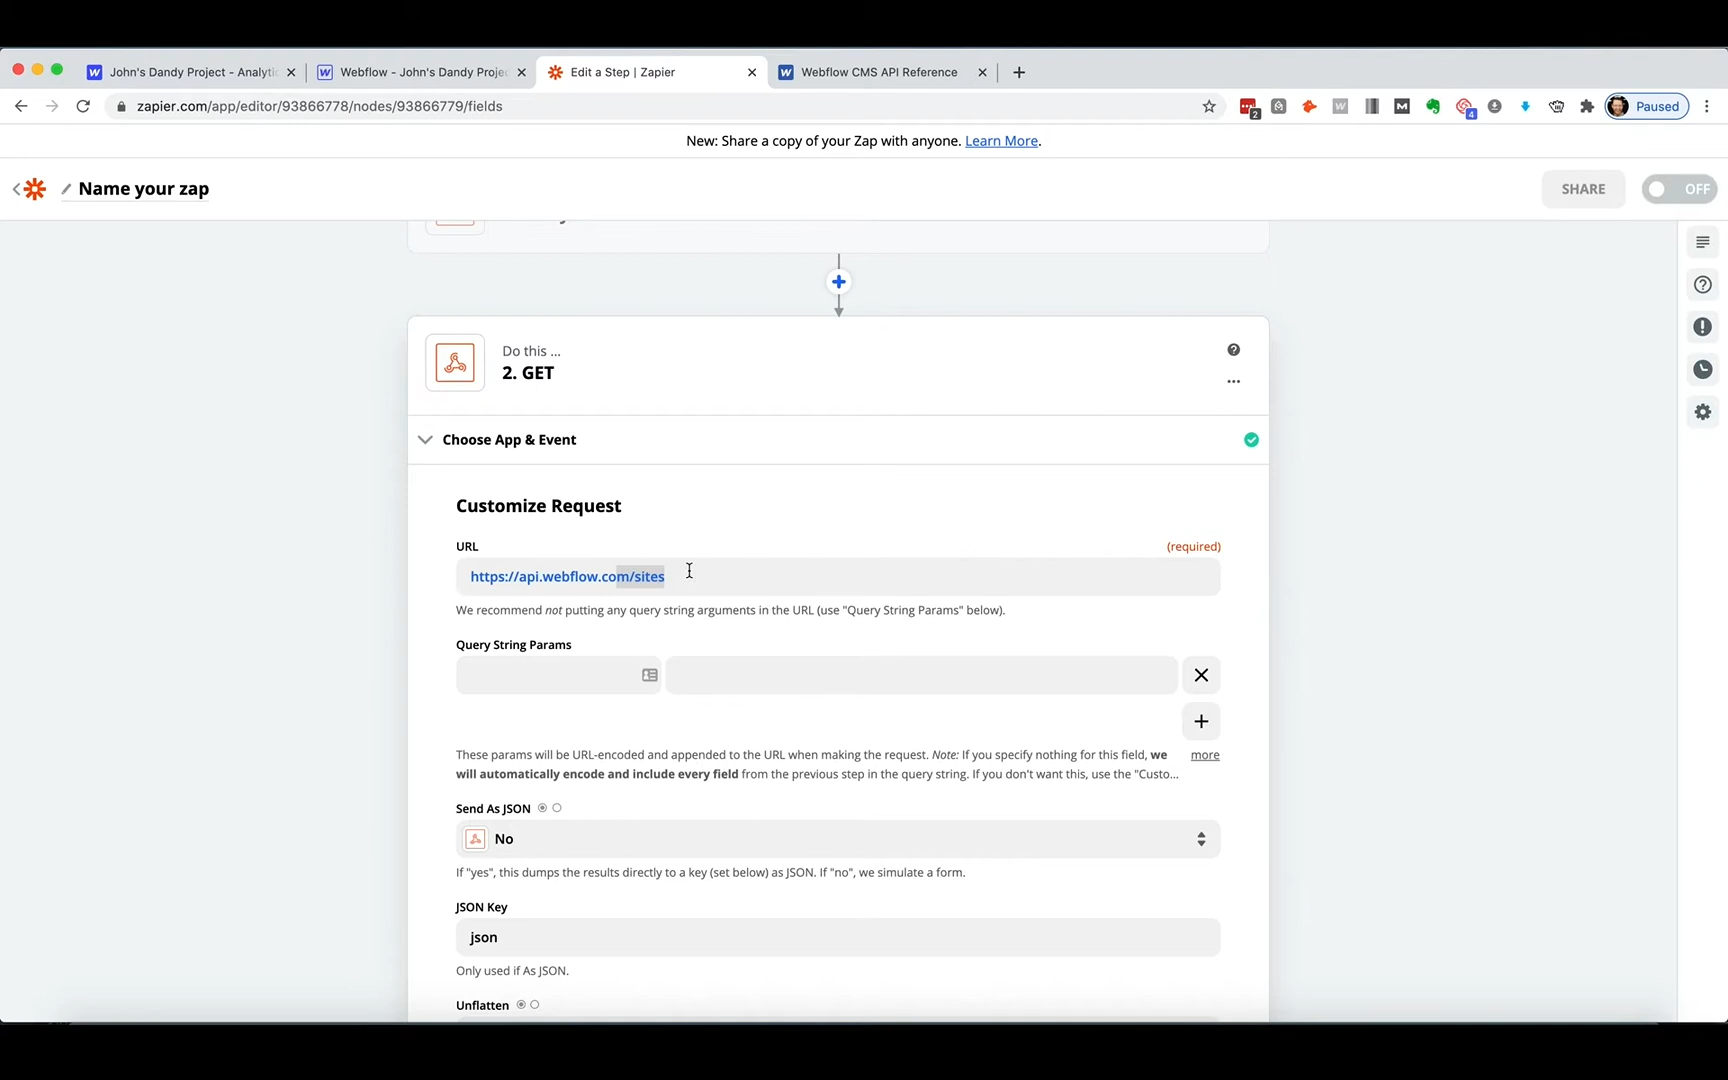 John's Dandy Project - Analytic
Webflow - John's Dandy Projec
Edit a Step | Zapier
Webflow CMS API Reference
zapier.com/app/editor/93866778/nodes/93866779/fields
2
4
Paused
New: Share a copy of your Zap with anyone. Learn More.
Name your zap
SHARE
OFF
Do this ...
2. GET
Choose App & Event
Customize Request
URL
(required)
https://api.webflow.com/sites
We recommend not putting any query string arguments in the URL (use "Query String Params" below).
Query String Params
These params will be URL-encoded and appended to the URL when making the request. Note: If you specify nothing for this field, we
more
will automatically encode and include every field from the previous step in the query string. If you don't want this, use the "Custo...
Send As JSON
No
If "yes", this dumps the results directly to a key (set below) as JSON. If "no", we simulate a form.
JSON Key
json
Only used if As JSON.
Unflatten